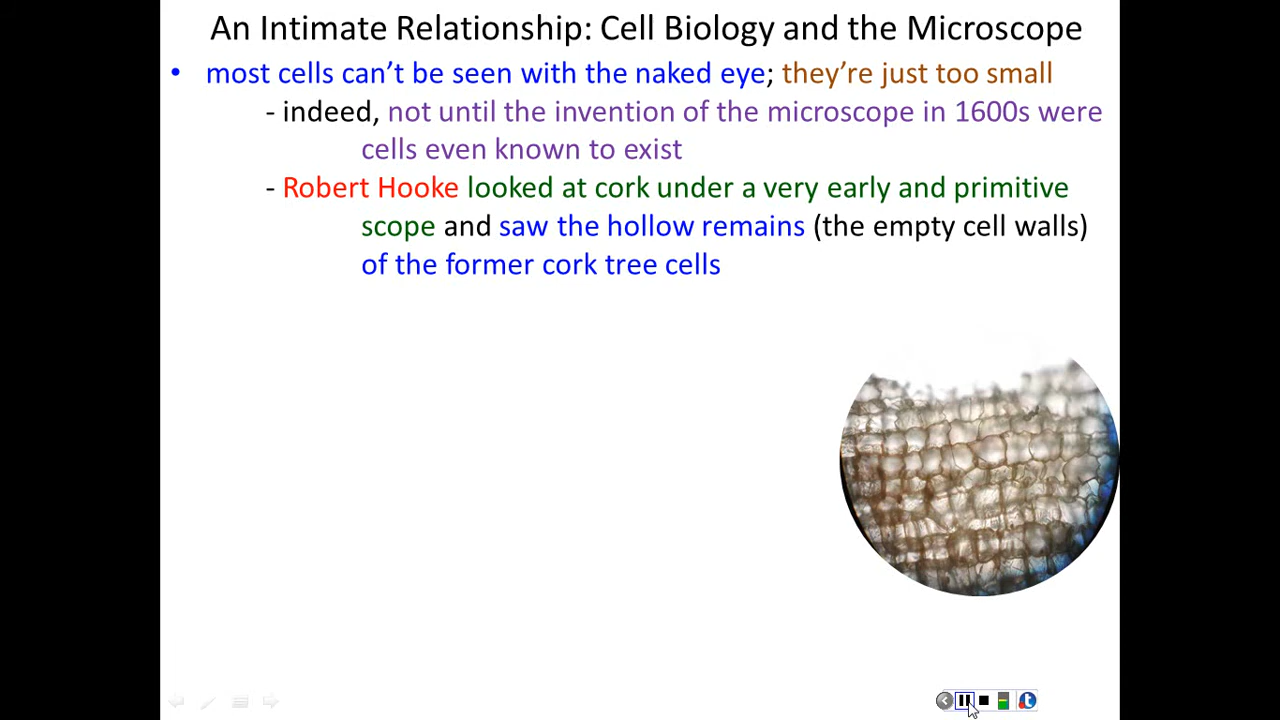 An Intimate Relationship: Cell Biology and the Microscope
• most cells can’t be seen with the naked eye; they’re just too small
- indeed, not until the invention of the microscope in 1600s were
cells even known to exist
- Robert Hooke looked at cork under a very early and primitive
scope and saw the hollow remains (the empty cell walls)
of the former cork tree cells
t